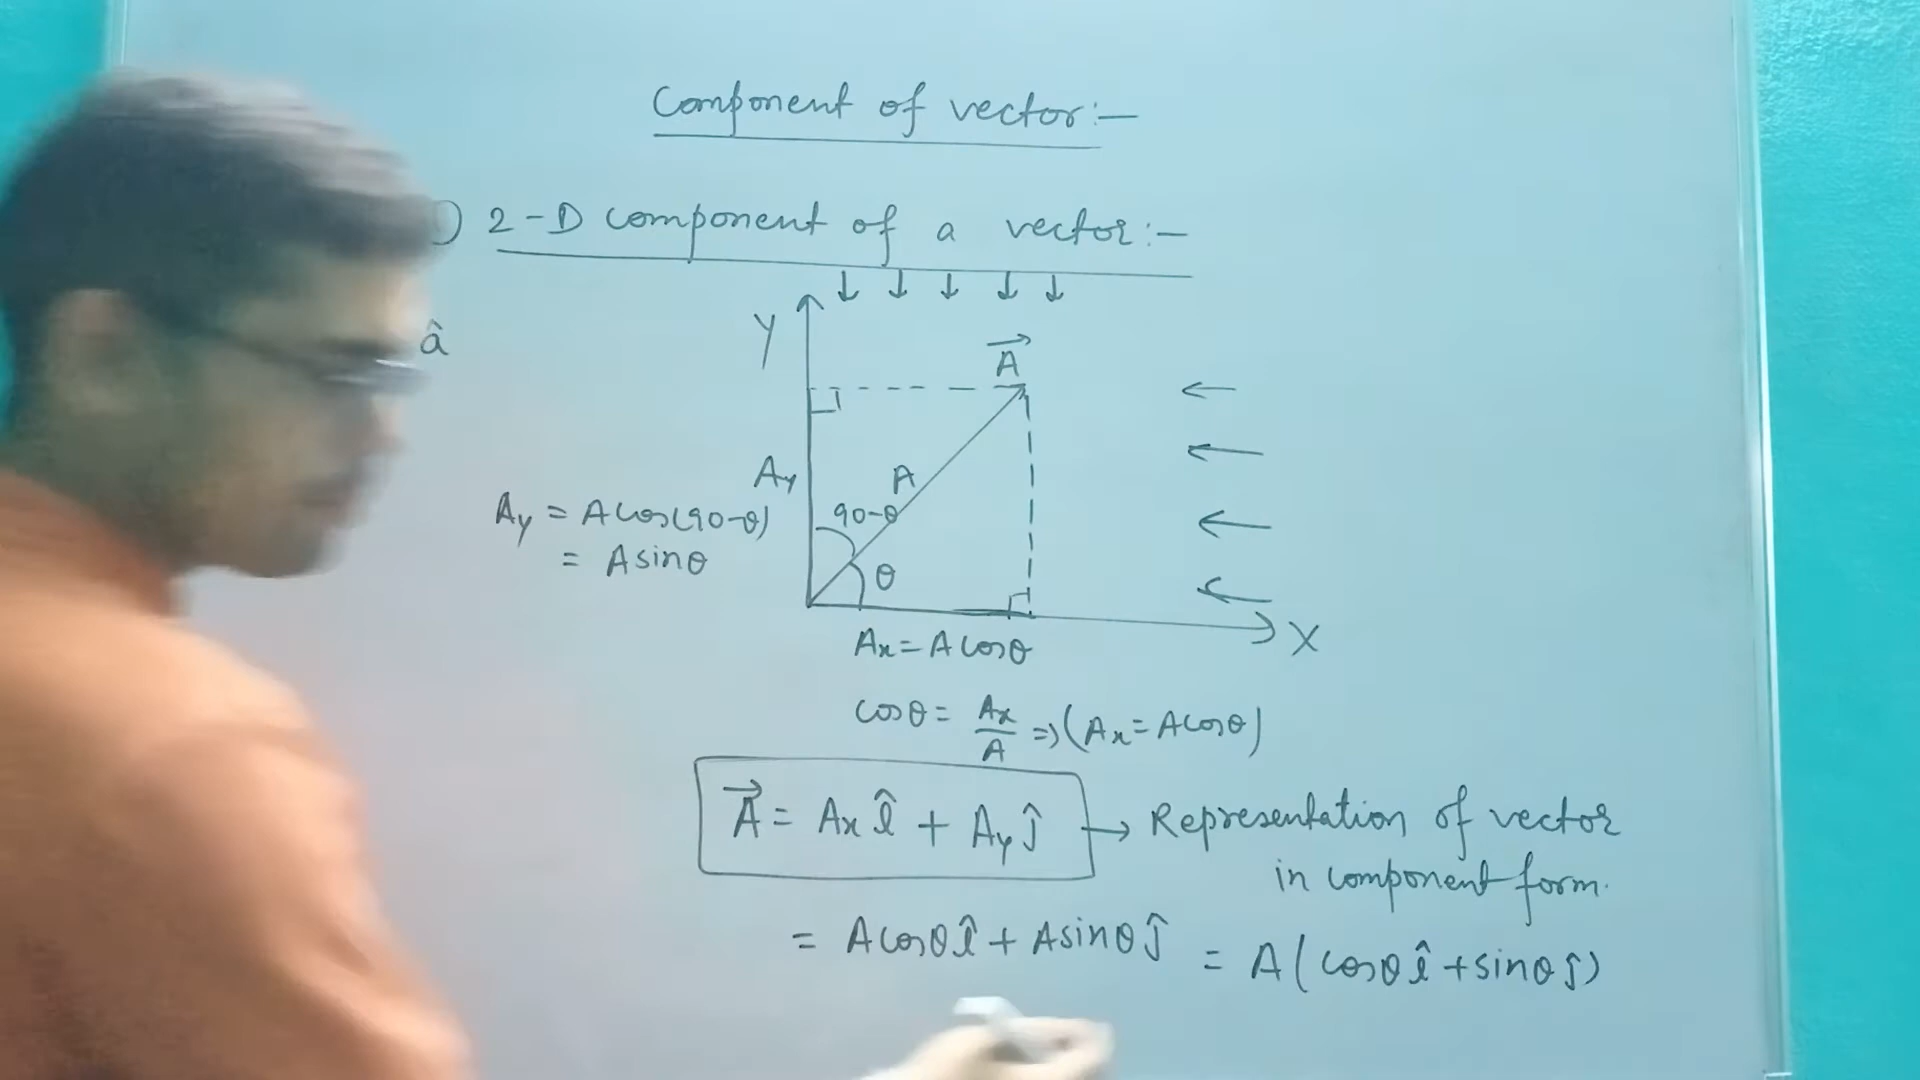 Component of vector:—
) 2-D component of a vector:—
↓ ↓ ↓ ↓ ↓
Y
â
A⃗
←
←
←
←
Ay
A
Ay = A cos(90-θ)
= A sinθ
90-θ
θ
Ax = A cosθ
X
cosθ = Ax/A ⇒ (Ax = A cosθ)
A⃗ = Ax î + Ay ĵ → Representation of vector
in component form.
= A cosθ î + A sinθ ĵ = A(cosθ î + sinθ ĵ)